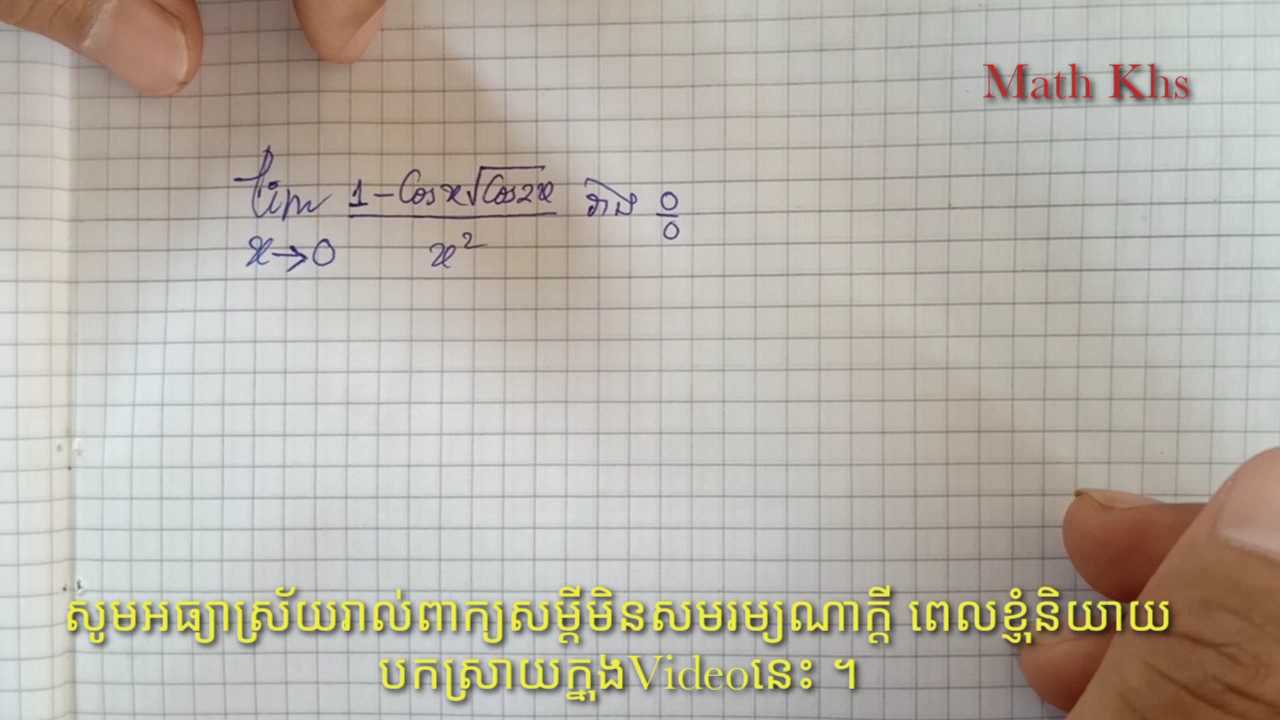 Math Khs
lim 1-Cosx√Cos2x រាង 0/0
x→0 x²
សូមអធ្យាស្រ័យរាល់ពាក្យសម្ដីមិនសមរម្យណាក្ដី ពេលខ្ញុំនិយាយ
បកស្រាយក្នុងVideoនេះ ។